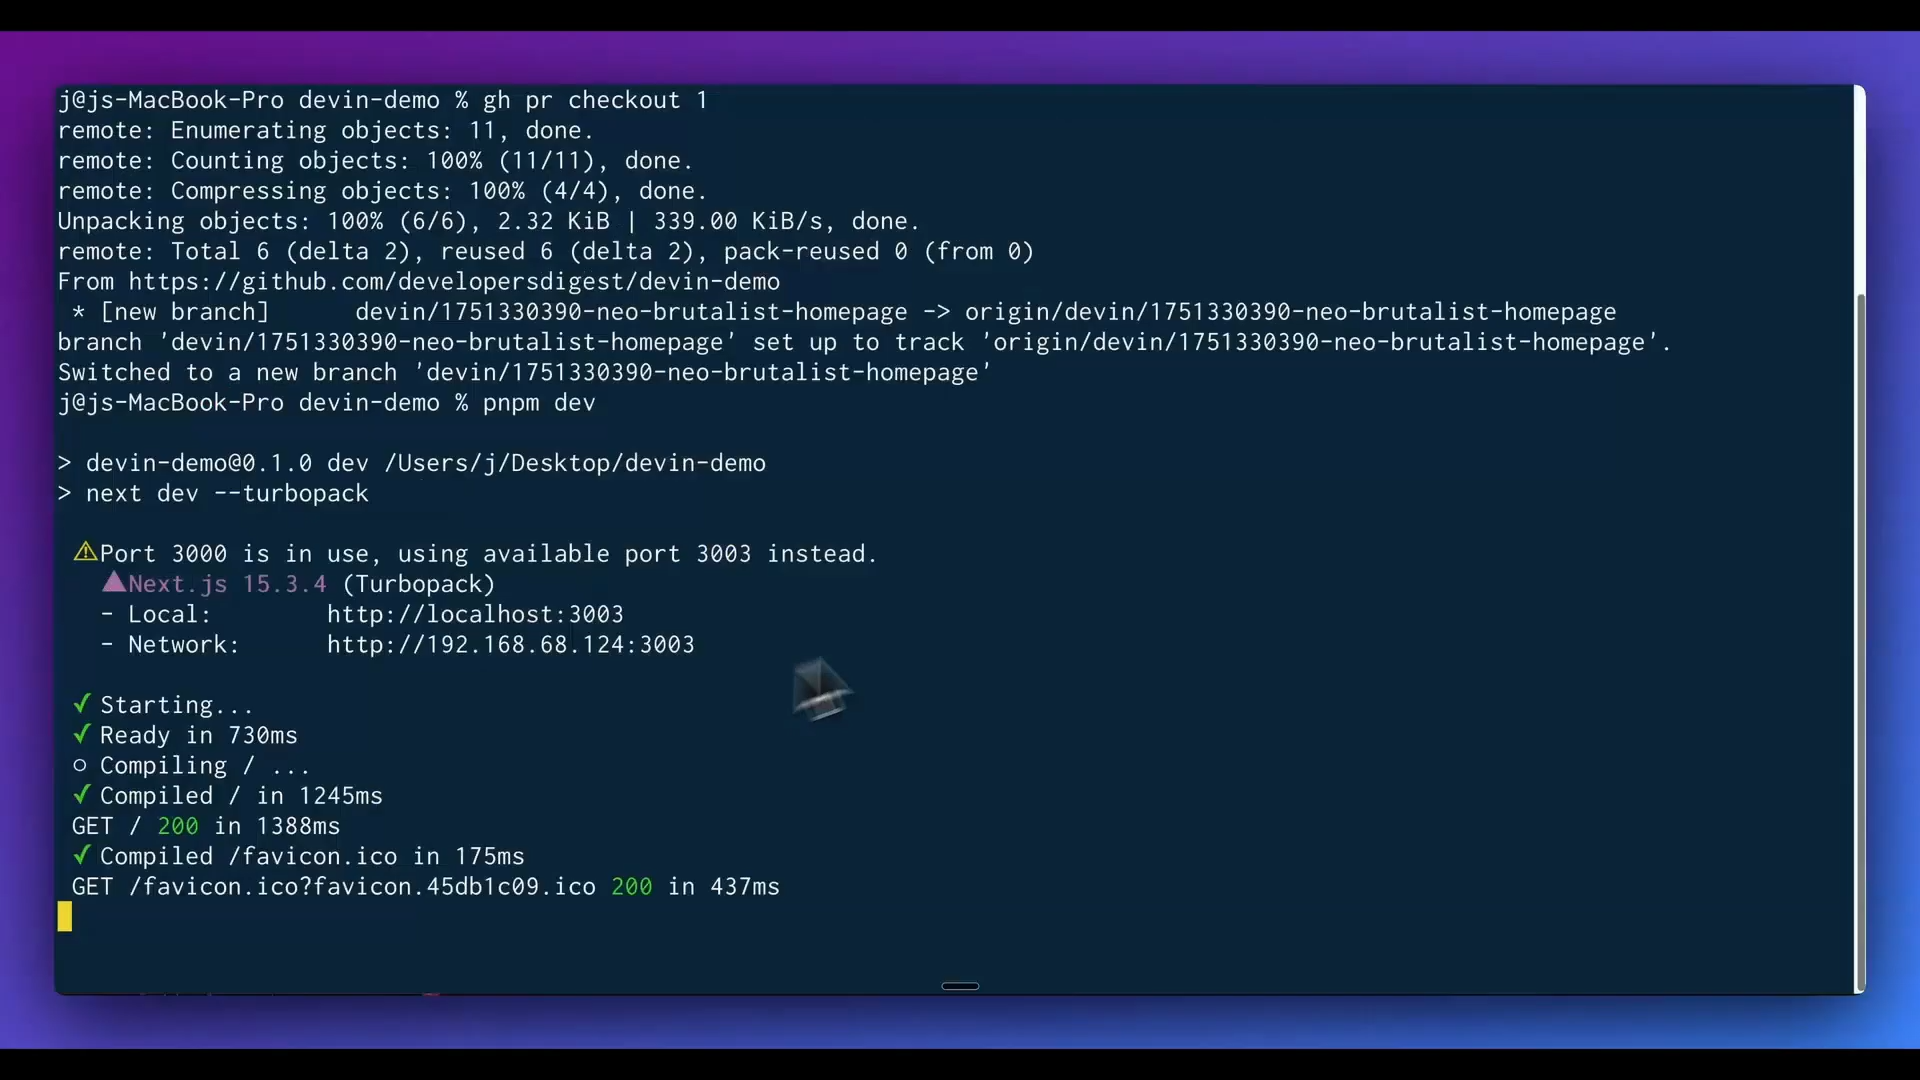 j@js-MacBook-Pro devin-demo % gh pr checkout 1
remote: Enumerating objects: 11, done.
remote: Counting objects: 100% (11/11), done.
remote: Compressing objects: 100% (4/4), done.
Unpacking objects: 100% (6/6), 2.32 KiB | 339.00 KiB/s, done.
remote: Total 6 (delta 2), reused 6 (delta 2), pack-reused 0 (from 0)
From https://github.com/developersdigest/devin-demo
 * [new branch]      devin/1751330390-neo-brutalist-homepage -> origin/devin/1751330390-neo-brutalist-homepage
branch 'devin/1751330390-neo-brutalist-homepage' set up to track 'origin/devin/1751330390-neo-brutalist-homepage'.
Switched to a new branch 'devin/1751330390-neo-brutalist-homepage'
j@js-MacBook-Pro devin-demo % pnpm dev
> devin-demo@0.1.0 dev /Users/j/Desktop/devin-demo
> next dev --turbopack
⚠Port 3000 is in use, using available port 3003 instead.
▲Next.js 15.3.4 (Turbopack)
- Local:        http://localhost:3003
- Network:      http://192.168.68.124:3003
✓ Starting...
✓ Ready in 730ms
○ Compiling / ...
✓ Compiled / in 1245ms
GET / 200 in 1388ms
✓ Compiled /favicon.ico in 175ms
GET /favicon.ico?favicon.45db1c09.ico 200 in 437ms